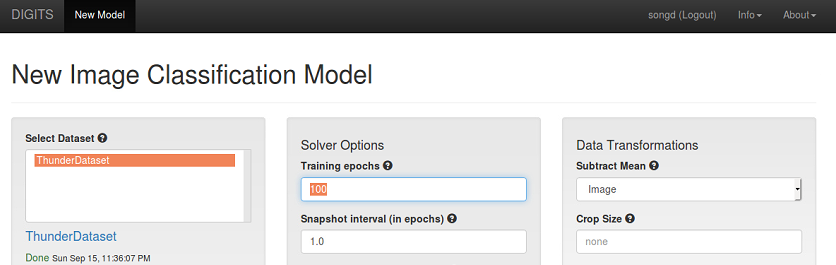 DIGITS New Model songd (Logout) Info About
New Image Classification Model
Select Dataset
ThunderDataset
ThunderDataset
Done Sun Sep 15, 11:36:07 PM
Solver Options
Training epochs
100
Snapshot interval (in epochs)
1.0
Data Transformations
Subtract Mean
Image
Crop Size
none